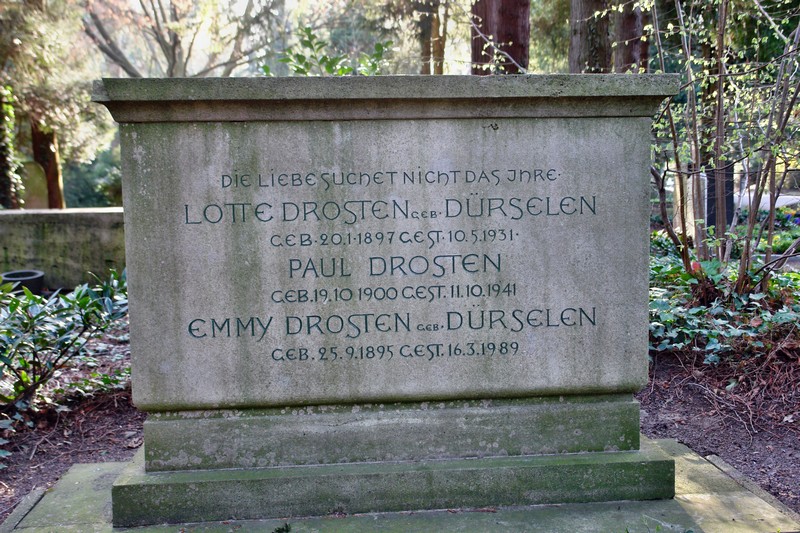 DIE LIEBE SUCHET NICHT DAS IHRE·
LOTTE DROSTEN GEB. DÜRSELEN
GEB·20.1·1897 GEST·10.5.1931·
PAUL DROSTEN
GEB.19.10 1900 GEST.11.10.1941
EMMY DROSTEN GEB. DÜRSELEN
GEB. 25.9.1895 GEST.16.3.1989